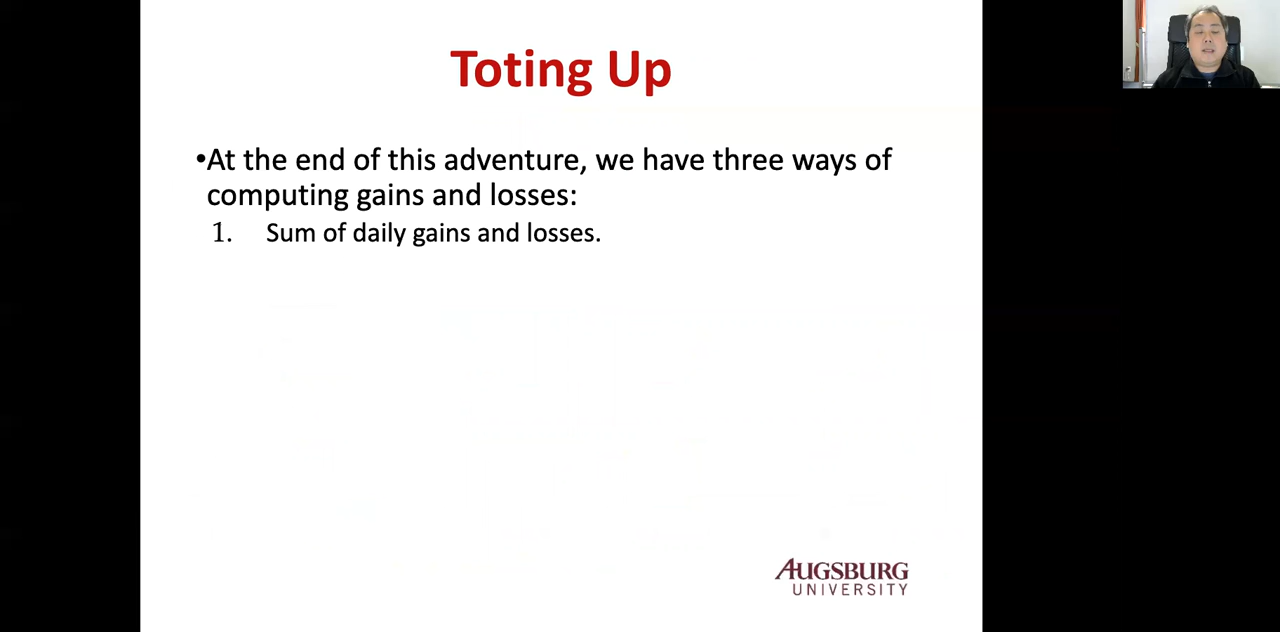 Toting Up
•At the end of this adventure, we have three ways of
computing gains and losses:
1. Sum of daily gains and losses.
AUGSBURG
UNIVERSITY